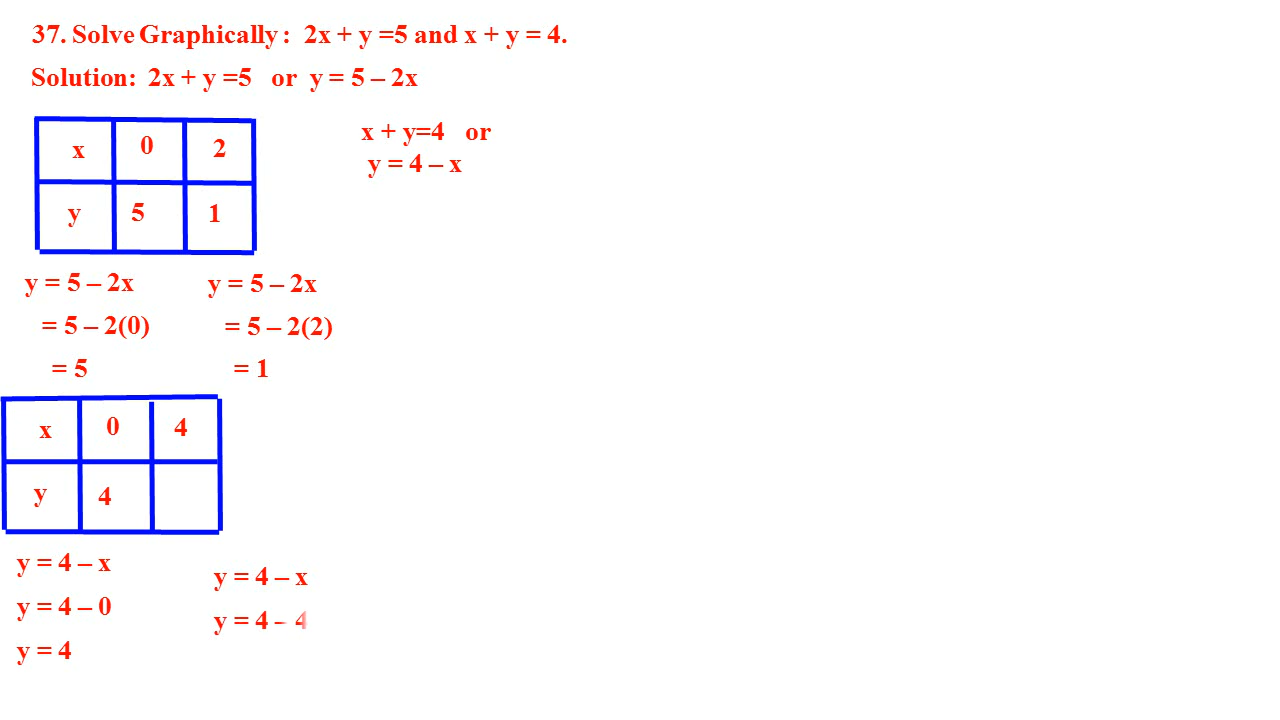 37. Solve Graphically : 2x + y =5 and x + y = 4.
Solution: 2x + y =5 or y = 5 – 2x
x 0 2
y 5 1
x + y=4 or
y = 4 – x
y = 5 – 2x
= 5 – 2(0)
= 5
y = 5 – 2x
= 5 – 2(2)
= 1
x 0 4
y 4
y = 4 – x
y = 4 – 0
y = 4
y = 4 – x
y = 4 – 4